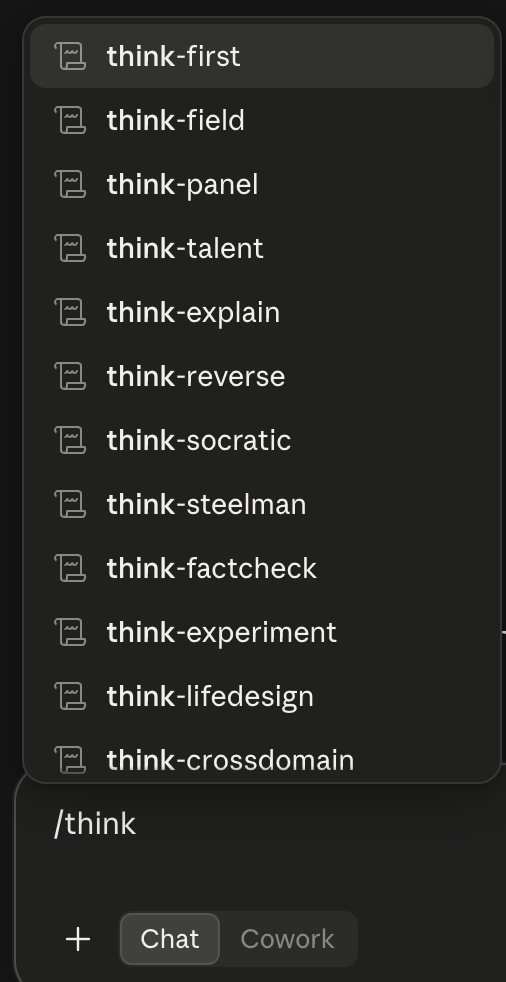 think-first
think-field
think-panel
think-talent
think-explain
think-reverse
think-socratic
think-steelman
think-factcheck
think-experiment
think-lifedesign
think-crossdomain
/think
Chat Cowork